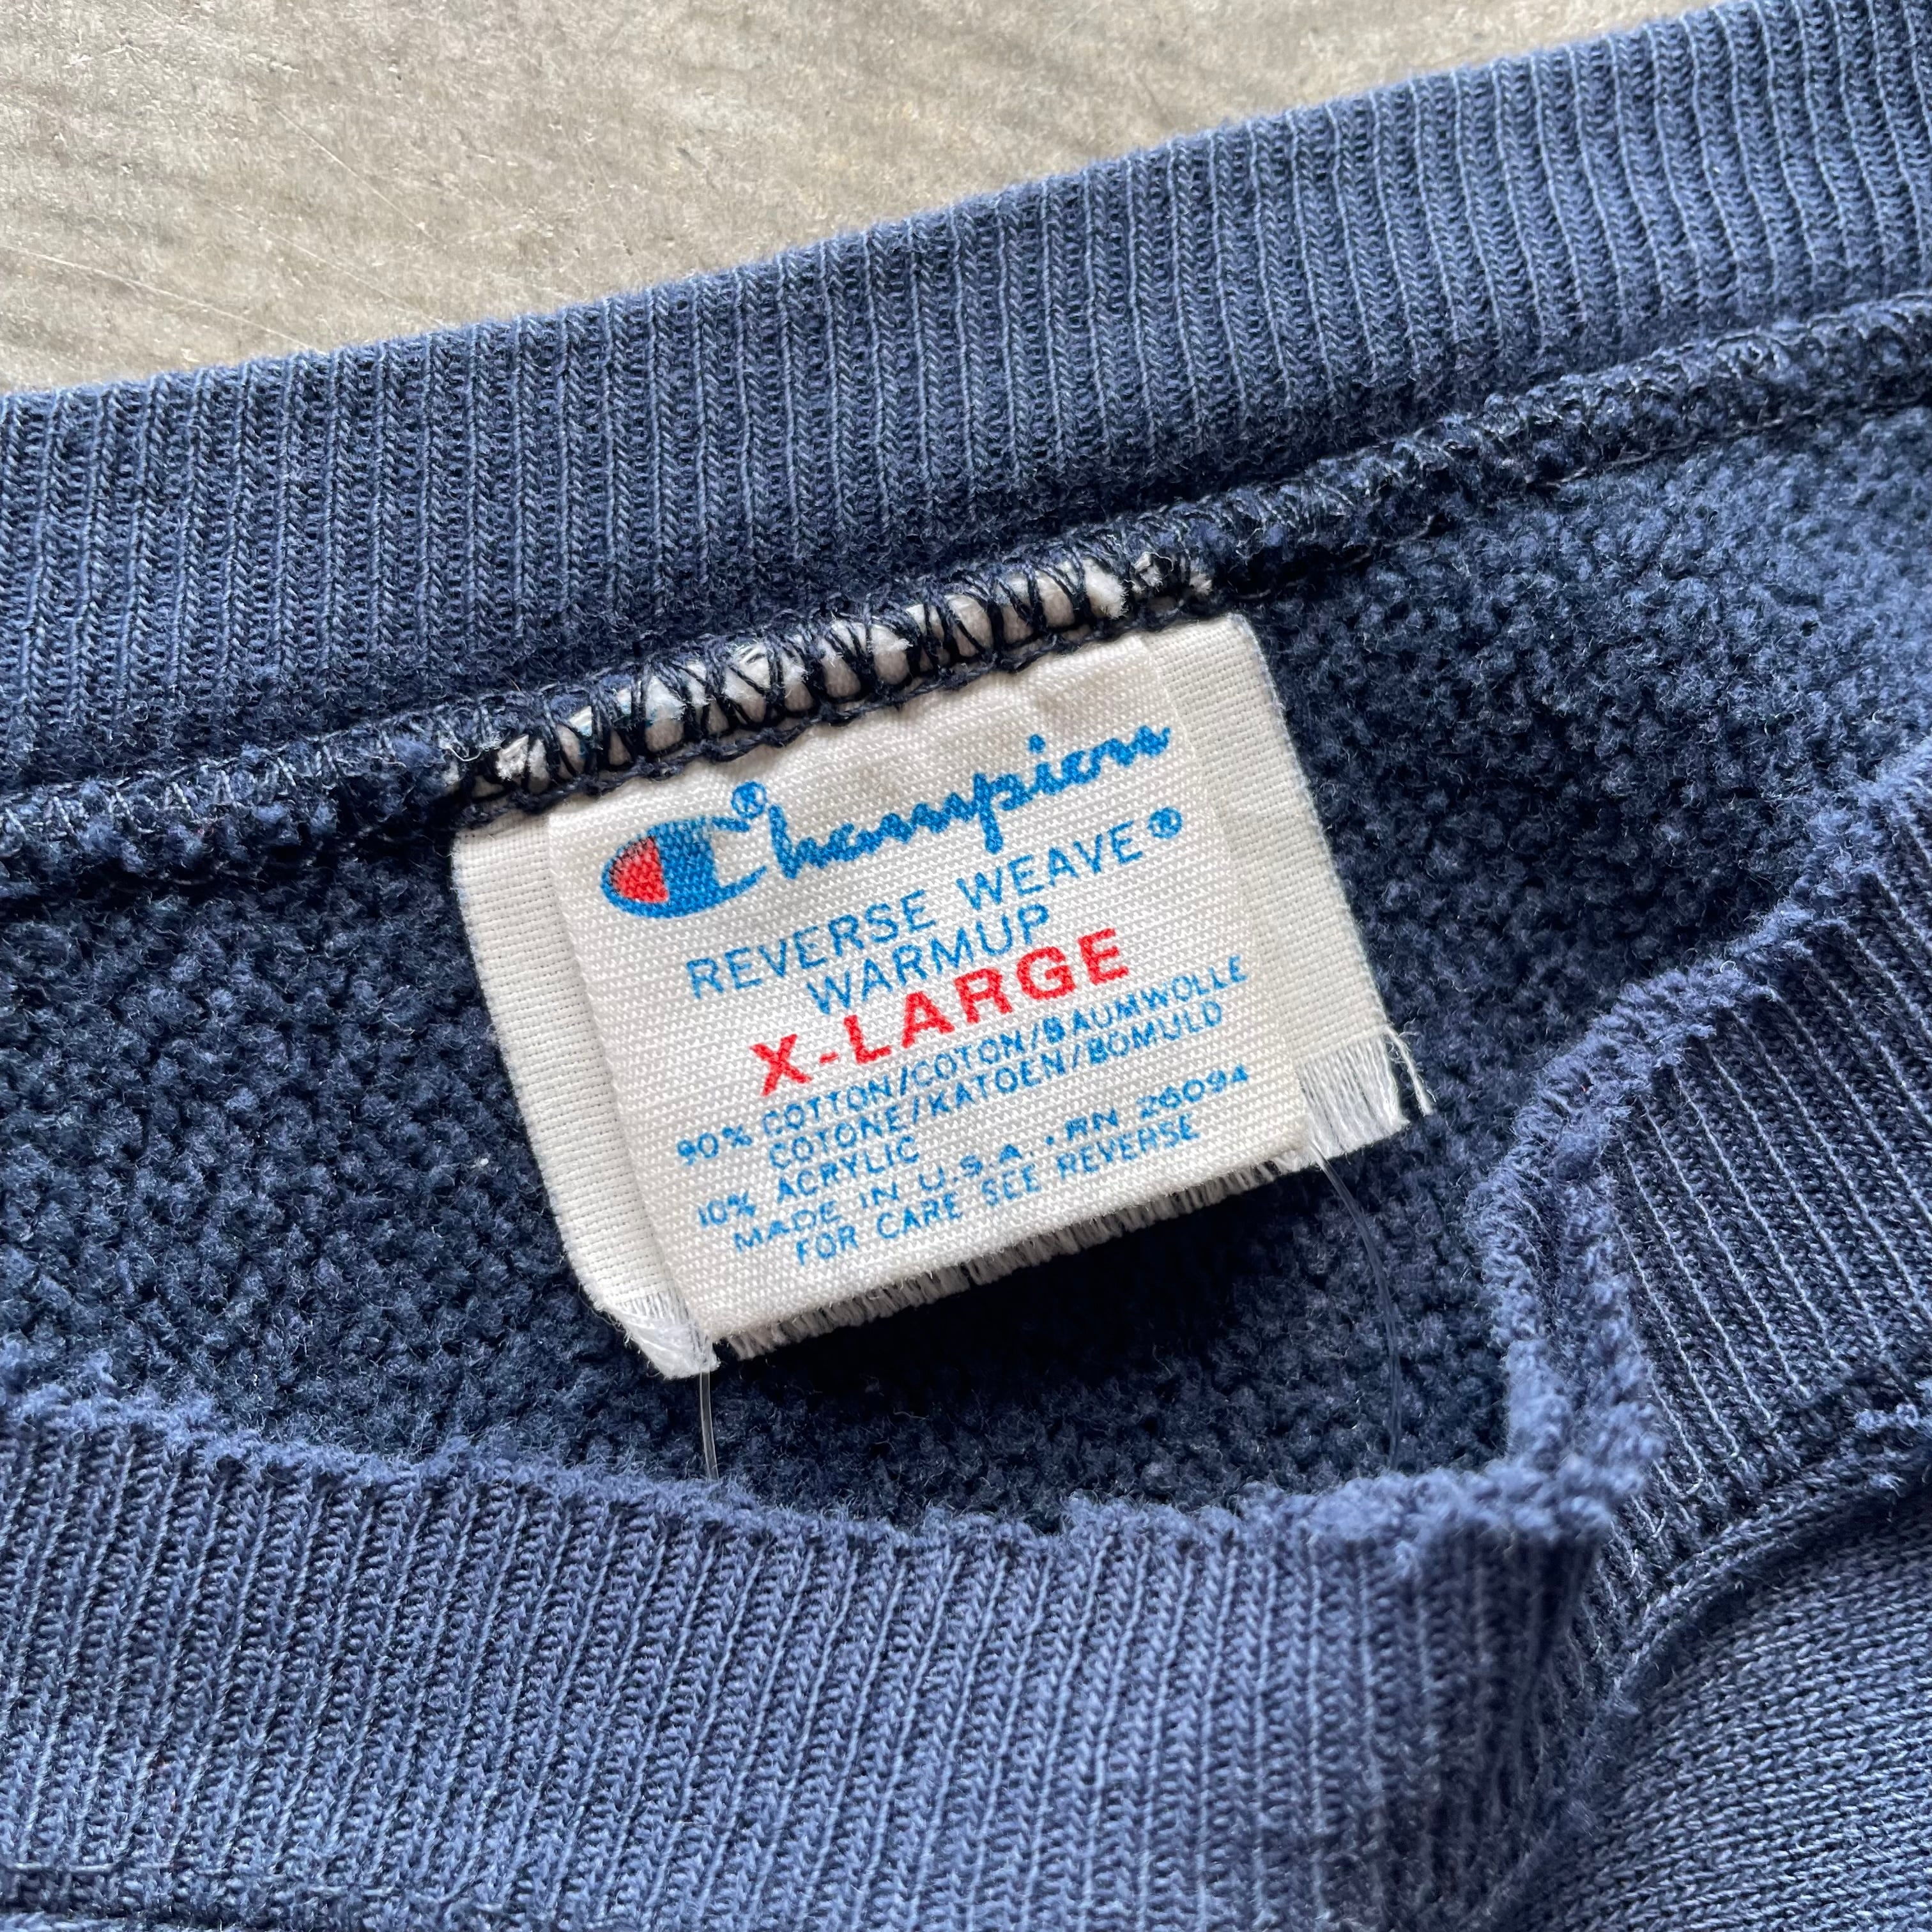 Champion®
REVERSE WEAVE®
WARMUP
X-LARGE
90% COTTON/COTON/BAUMWOLLE
COTONE/KATOEN/BOMULD
10% ACRYLIC
MADE IN U.S.A. • RN 26094
FOR CARE SEE REVERSE